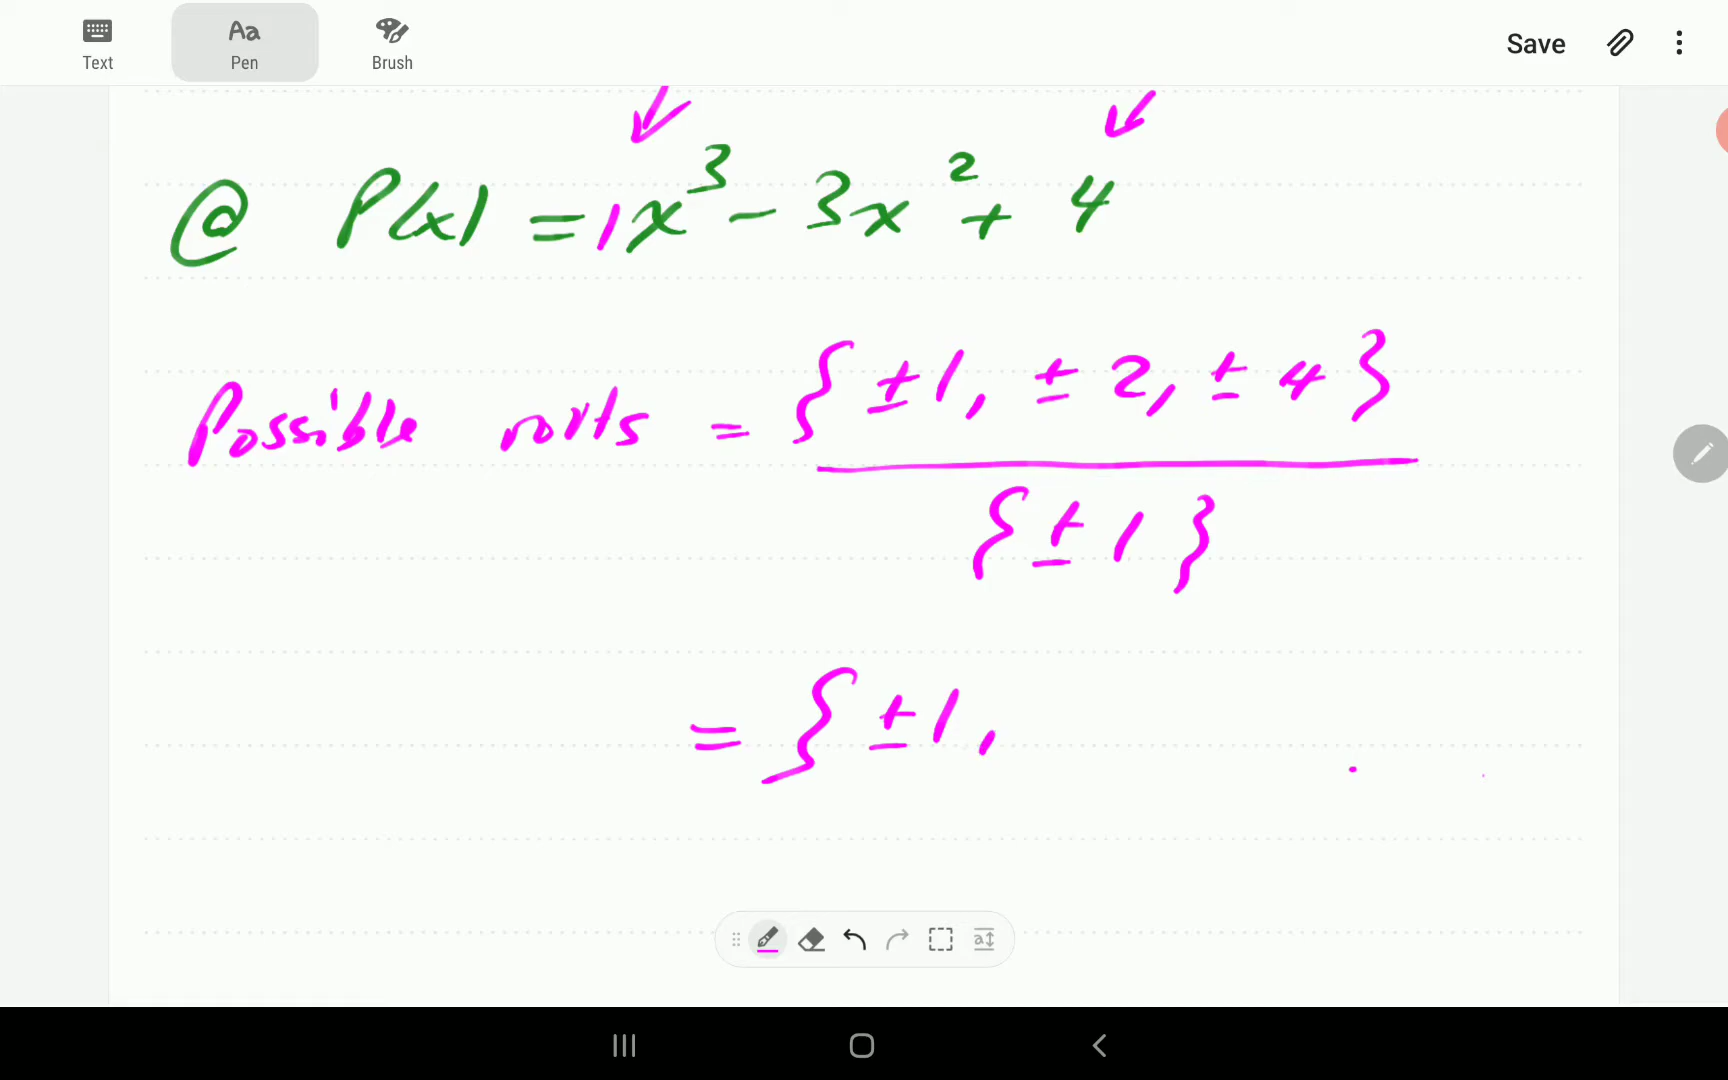 Text Pen Brush Save
@ P(x) = 1x³ - 3x² + 4
Possible roots = {±1, ±2, ±4}
{±1}
= {±1,